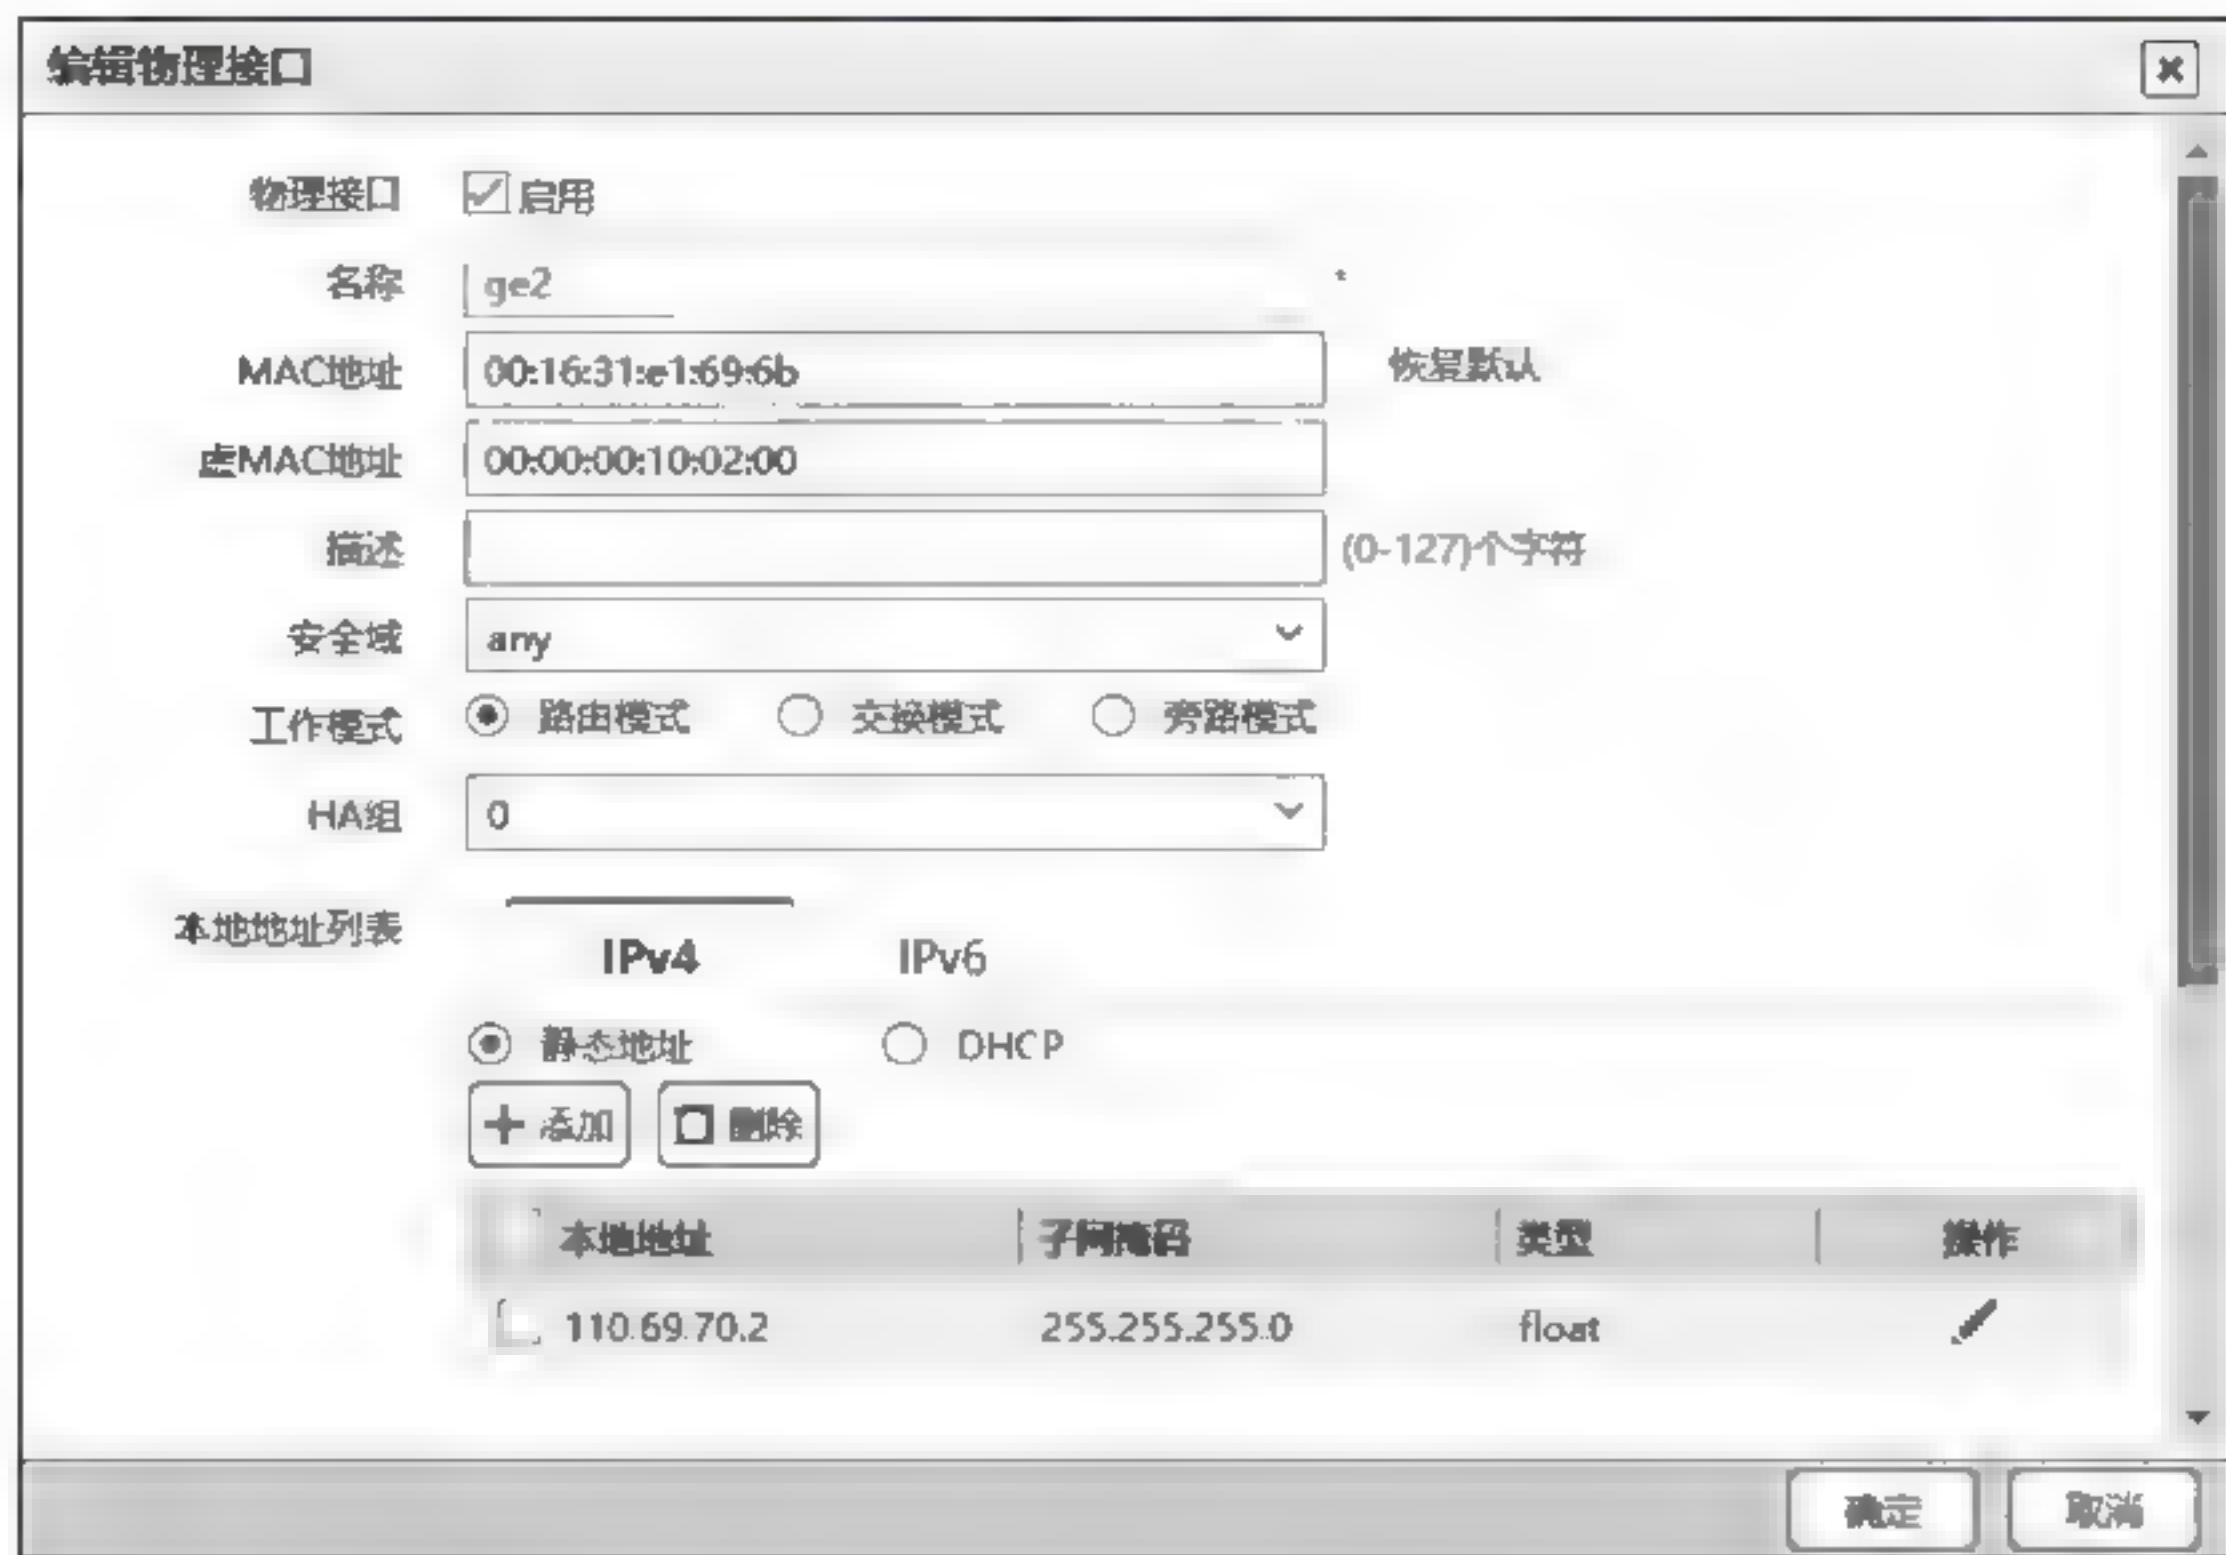 编辑物理接口
物理接口 启用
名称 ge2 *
MAC地址 00:16:31:e1:69:6b 恢复默认
虚MAC地址 00:00:00:10:02:00
描述 (0-127)个字符
安全域 any
工作模式 路由模式 交换模式 旁路模式
HA组 0
本地地址列表
IPv4 IPv6
静态地址 DHCP
添加 删除
本地地址 子网掩码 类型 操作
110.69.70.2 255.255.255.0 float
确定 取消